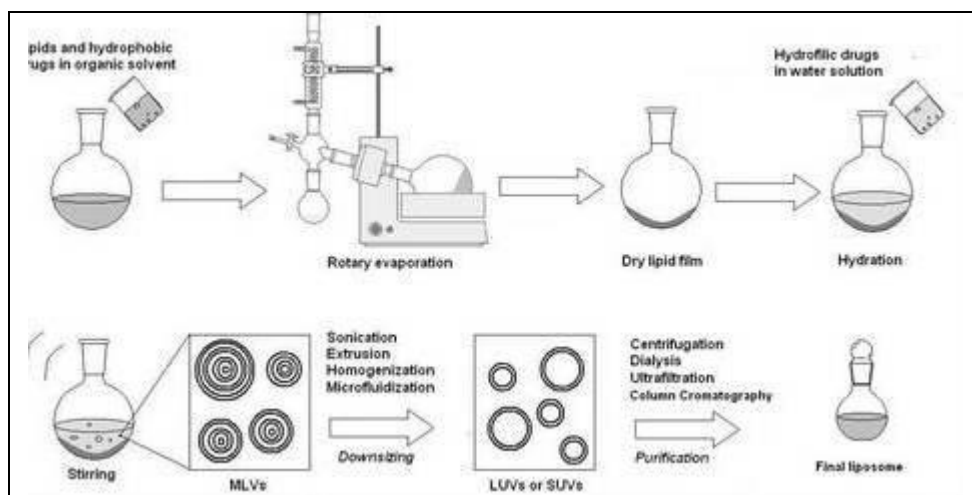 pids and hydrophobic
rugs in organic solvent
Hydrofilic drugs
in water solution
Rotary evaporation
Dry lipid film
Hydration
Sonication
Extrusion
Homogenization
Microfluidization
Centrifugation
Dialysis
Ultrafiltration
Column Cromatography
Stirring
MLVs
Downsizing
LUVs or SUVs
Purification
Final liposome